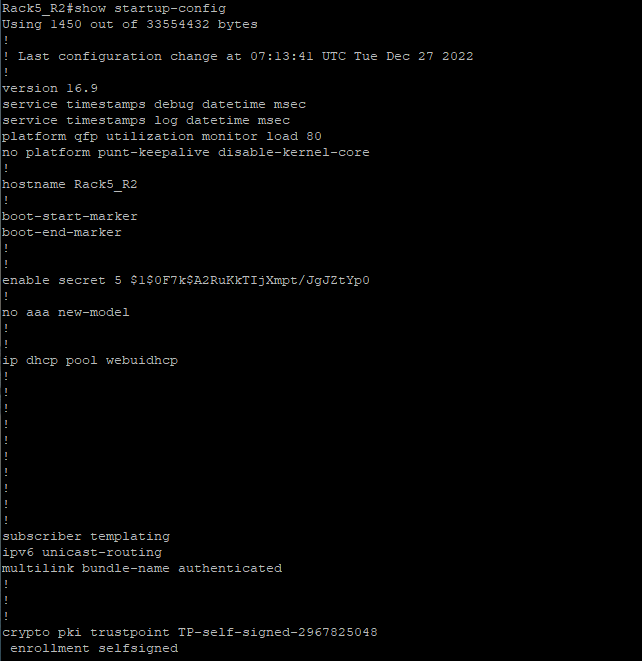 Rack5_R2#show startup-config
Using 1450 out of 33554432 bytes
!
! Last configuration change at 07:13:41 UTC Tue Dec 27 2022
!
version 16.9
service timestamps debug datetime msec
service timestamps log datetime msec
platform qfp utilization monitor load 80
no platform punt-keepalive disable-kernel-core
!
hostname Rack5_R2
!
boot-start-marker
boot-end-marker
!
!
enable secret 5 $1$0F7k$A2RuKkTIjXmpt/JgJZtYp0
!
no aaa new-model
!
!
ip dhcp pool webuidhcp
!
!
!
!
!
!
!
!
!
!
subscriber templating
ipv6 unicast-routing
multilink bundle-name authenticated
!
!
!
crypto pki trustpoint TP-self-signed-2967825048
 enrollment selfsigned